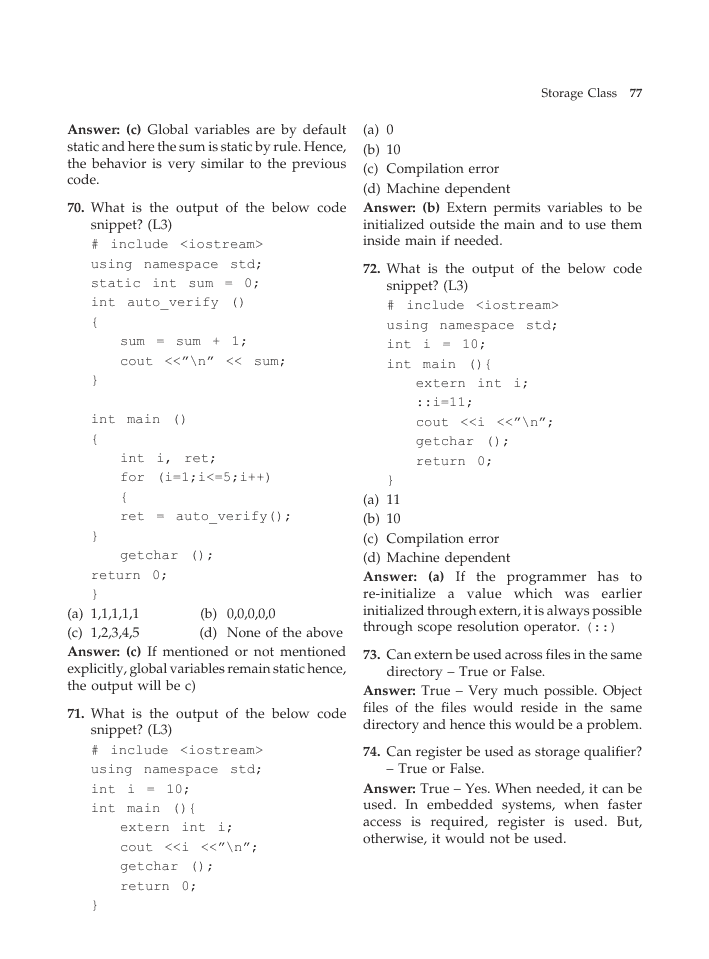 Storage Class 77
Answer: (c) Global variables are by default
static and here the sum is static by rule. Hence,
the behavior is very similar to the previous
code.
70. What is the output of the below code
snippet? (L3)
# include <iostream>
using namespace std;
static int sum = 0;
int auto_verify ()
{
sum = sum + 1;
cout <<”\n” << sum;
}
int main ()
{
int i, ret;
for (i=1;i<=5;i++)
{
ret = auto_verify();
}
getchar ();
return 0;
}
(a) 1,1,1,1,1 (b) 0,0,0,0,0
(c) 1,2,3,4,5 (d) None of the above
Answer: (c) If mentioned or not mentioned
explicitly, global variables remain static hence,
the output will be c)
71. What is the output of the below code
snippet? (L3)
# include <iostream>
using namespace std;
int i = 10;
int main (){
extern int i;
cout <<i <<”\n”;
getchar ();
return 0;
}
(a) 0
(b) 10
(c) Compilation error
(d) Machine dependent
Answer: (b) Extern permits variables to be
initialized outside the main and to use them
inside main if needed.
72. What is the output of the below code
snippet? (L3)
# include <iostream>
using namespace std;
int i = 10;
int main (){
extern int i;
::i=11;
cout <<i <<”\n”;
getchar ();
return 0;
}
(a) 11
(b) 10
(c) Compilation error
(d) Machine dependent
Answer: (a) If the programmer has to
re-initialize a value which was earlier
initialized through extern, it is always possible
through scope resolution operator. (::)
73. Can extern be used across files in the same
directory – True or False.
Answer: True – Very much possible. Object
files of the files would reside in the same
directory and hence this would be a problem.
74. Can register be used as storage qualifier?
– True or False.
Answer: True – Yes. When needed, it can be
used. In embedded systems, when faster
access is required, register is used. But,
otherwise, it would not be used.